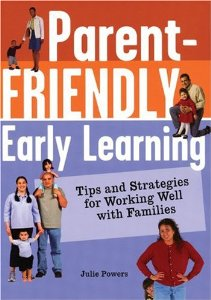 Parent-
FRIENDLY
Early Learning
Tips and Strategies
for Working Well
with Families
Julie Powers